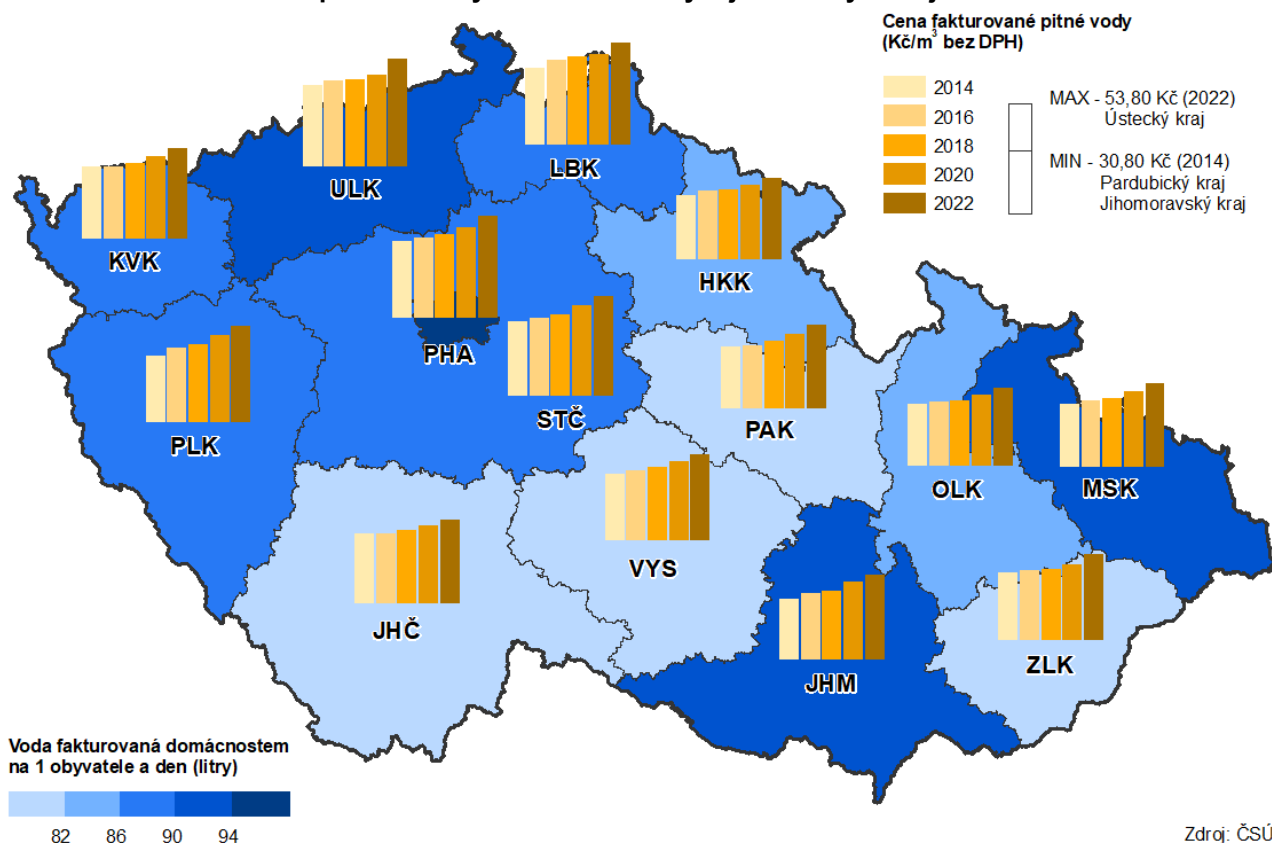 Cena fakturované pitné vody
(Kč/m³ bez DPH)
2014
2016
2018
2020
2022
MAX - 53,80 Kč (2022)
Ústecký kraj
MIN - 30,80 Kč (2014)
Pardubický kraj
Jihomoravský kraj
ULK
LBK
KVK
HKK
PHA
STČ
PLK
PAK
OLK
MSK
VYS
JHČ
JHM
ZLK
Voda fakturovaná domácnostem
na 1 obyvatele a den (litry)
82 86 90 94
Zdroj: ČSÚ